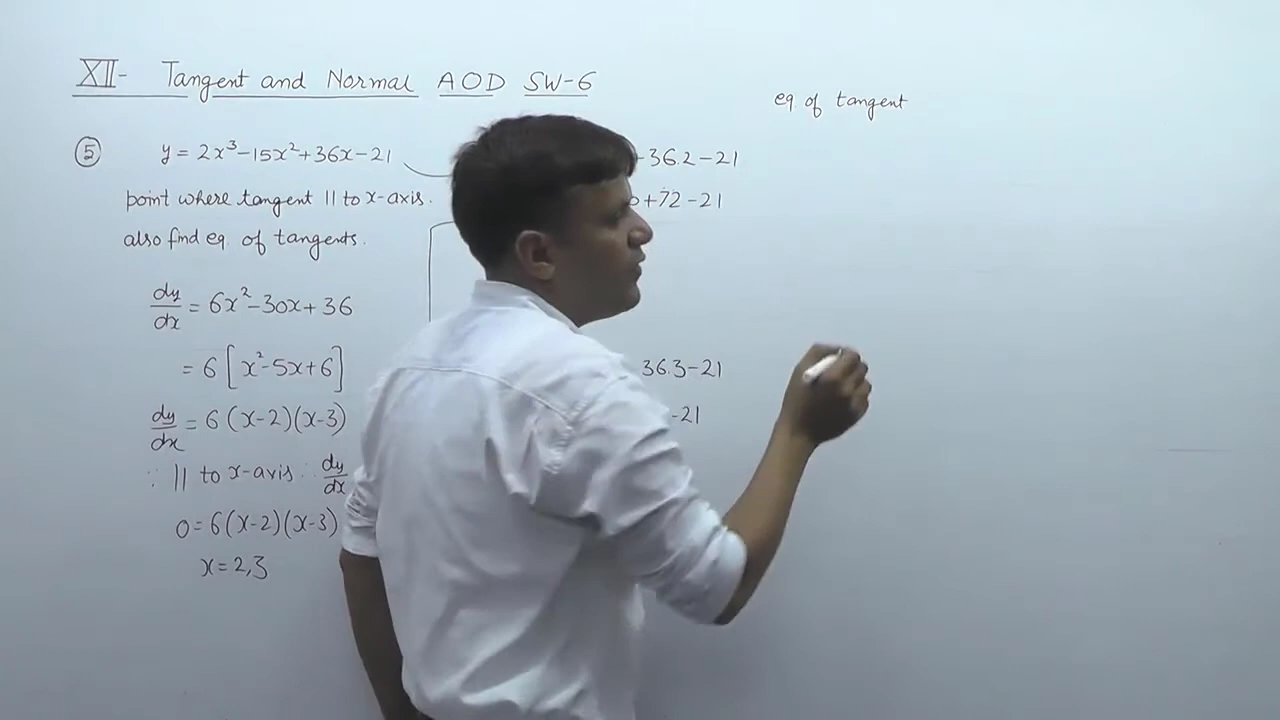 XII- Tangent and Normal AOD SW-6
⑤ y = 2x³-15x²+36x-21
point where tangent || to x-axis.
also find eq of tangents.
dy/dx = 6x²-30x+36
= 6[x²-5x+6]
dy/dx = 6(x-2)(x-3)
∵ || to x-axis ∴ dy/dx
0=6(x-2)(x-3)
x=2,3
-36.2-21
+72-21
36.3-21
-21
eq of tangent